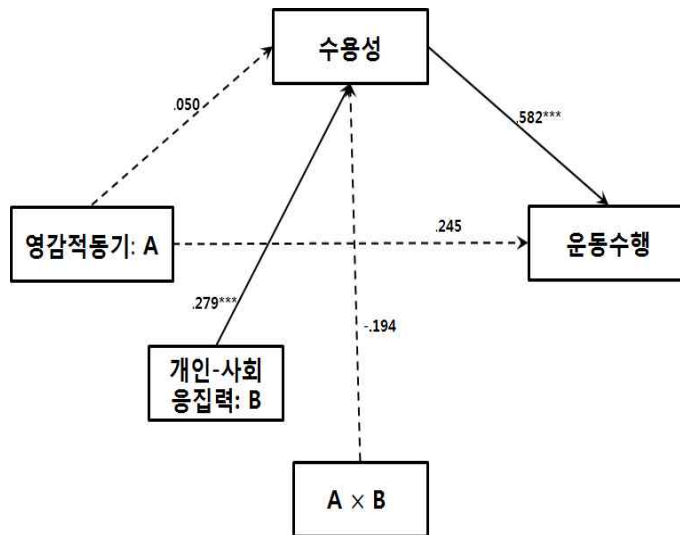 수용성
.050
.582***
영감적동기: A
.245
운동수행
.279***
-.194
개인-사회
응집력: B
A × B